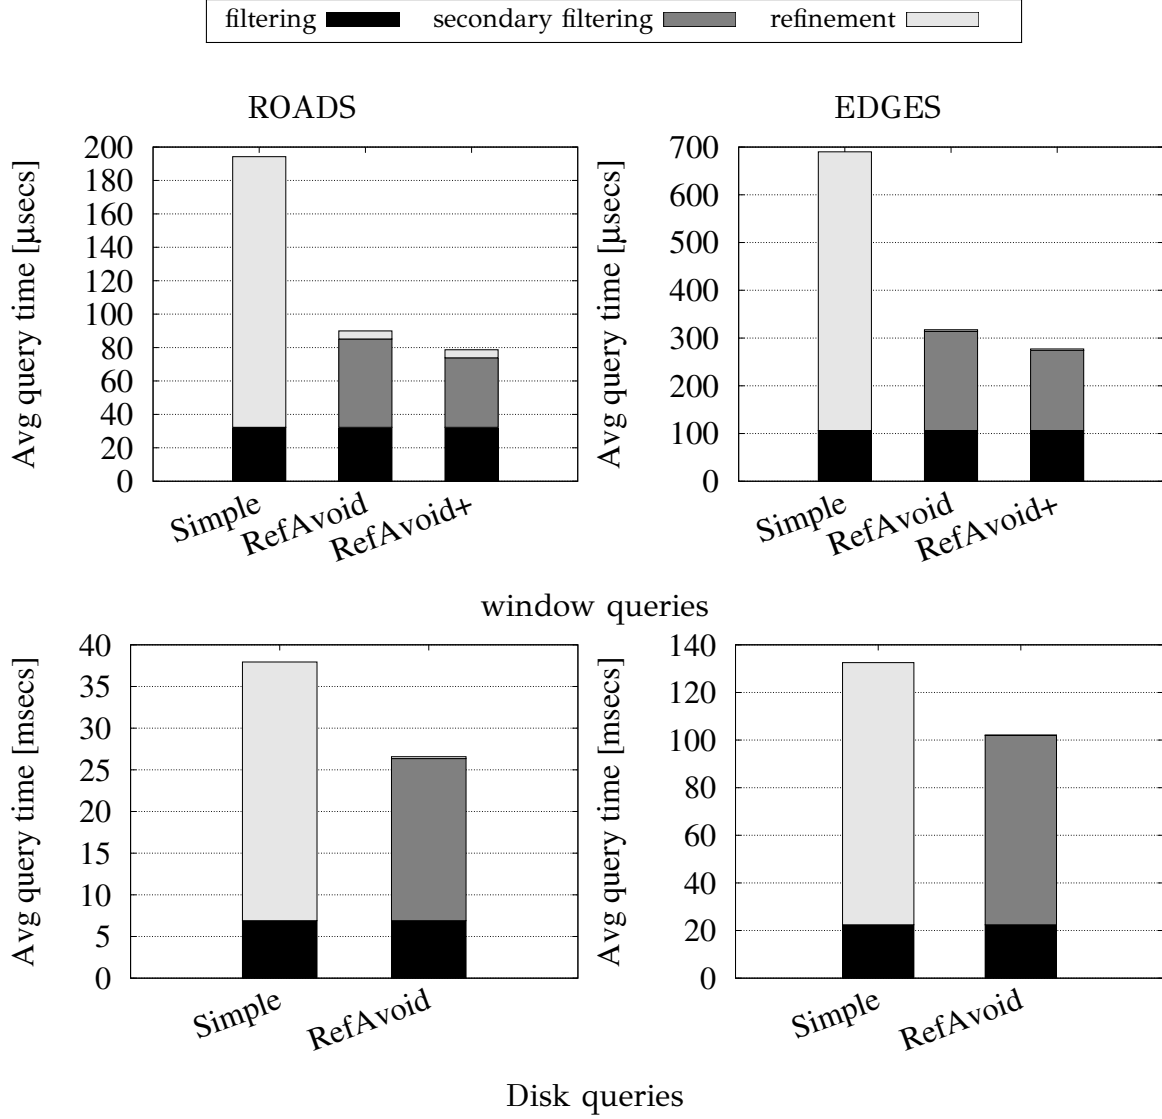 filtering secondary filtering refinement
ROADS
Avg query time [µsecs]
200
180
160
140
120
100
80
60
40
20
0
Simple
RefAvoid
RefAvoid+
EDGES
Avg query time [µsecs]
700
600
500
400
300
200
100
0
Simple
RefAvoid
RefAvoid+
window queries
Avg query time [msecs]
40
35
30
25
20
15
10
5
0
Simple
RefAvoid
Avg query time [msecs]
140
120
100
80
60
40
20
0
Simple
RefAvoid
Disk queries